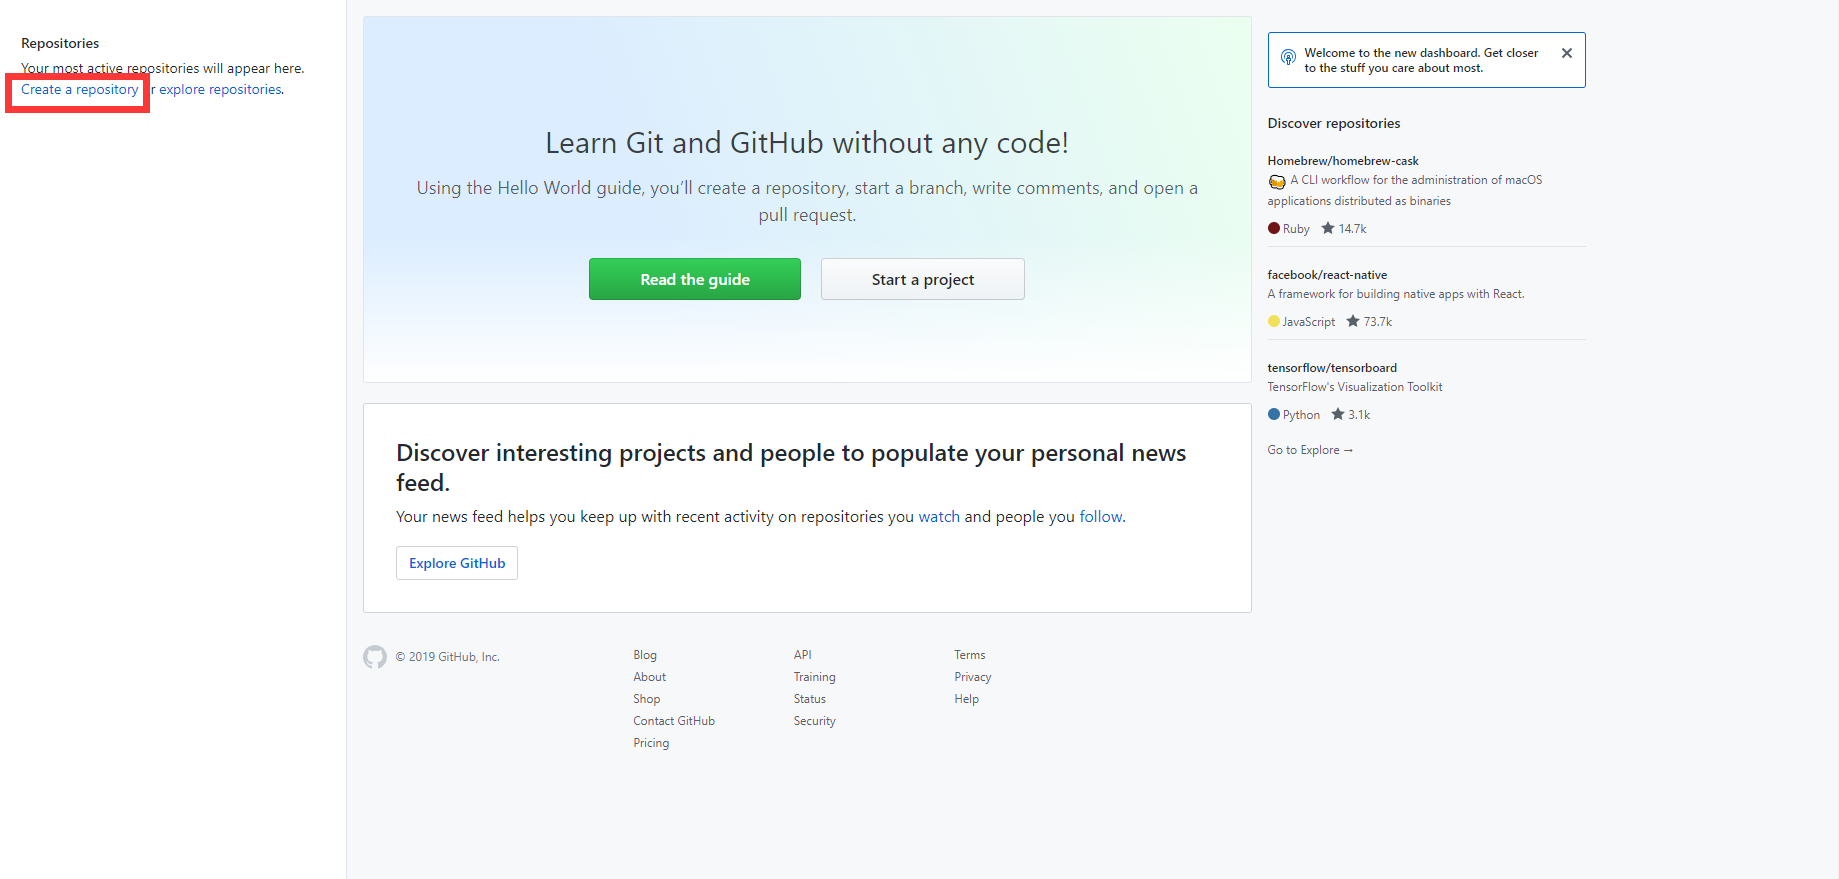 Repositories
Your most active repositories will appear here.
Create a repository r explore repositories.
Learn Git and GitHub without any code!
Using the Hello World guide, you’ll create a repository, start a branch, write comments, and open a
pull request.
Read the guide
Start a project
Discover interesting projects and people to populate your personal news
feed.
Your news feed helps you keep up with recent activity on repositories you watch and people you follow.
Explore GitHub
Welcome to the new dashboard. Get closer
to the stuff you care about most.
Discover repositories
Homebrew/homebrew-cask
A CLI workflow for the administration of macOS
applications distributed as binaries
Ruby 14.7k
facebook/react-native
A framework for building native apps with React.
JavaScript 73.7k
tensorflow/tensorboard
TensorFlow's Visualization Toolkit
Python 3.1k
Go to Explore →
© 2019 GitHub, Inc.
Blog
About
Shop
Contact GitHub
Pricing
API
Training
Status
Security
Terms
Privacy
Help